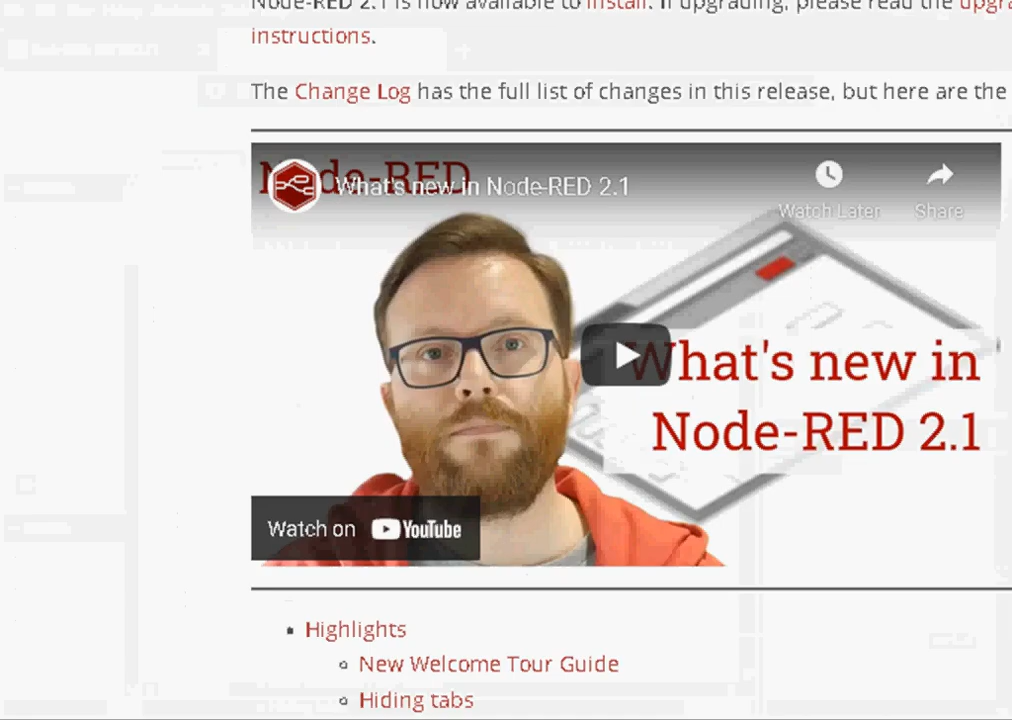 Node-RED 2.1 is now available to install. If upgrading, please read the upgra
instructions.
The Change Log has the full list of changes in this release, but here are the
Node-RED
What's new in Node-RED 2.1
Watch Later
Share
What's new in
Node-RED 2.1
Watch on YouTube
Highlights
New Welcome Tour Guide
Hiding tabs